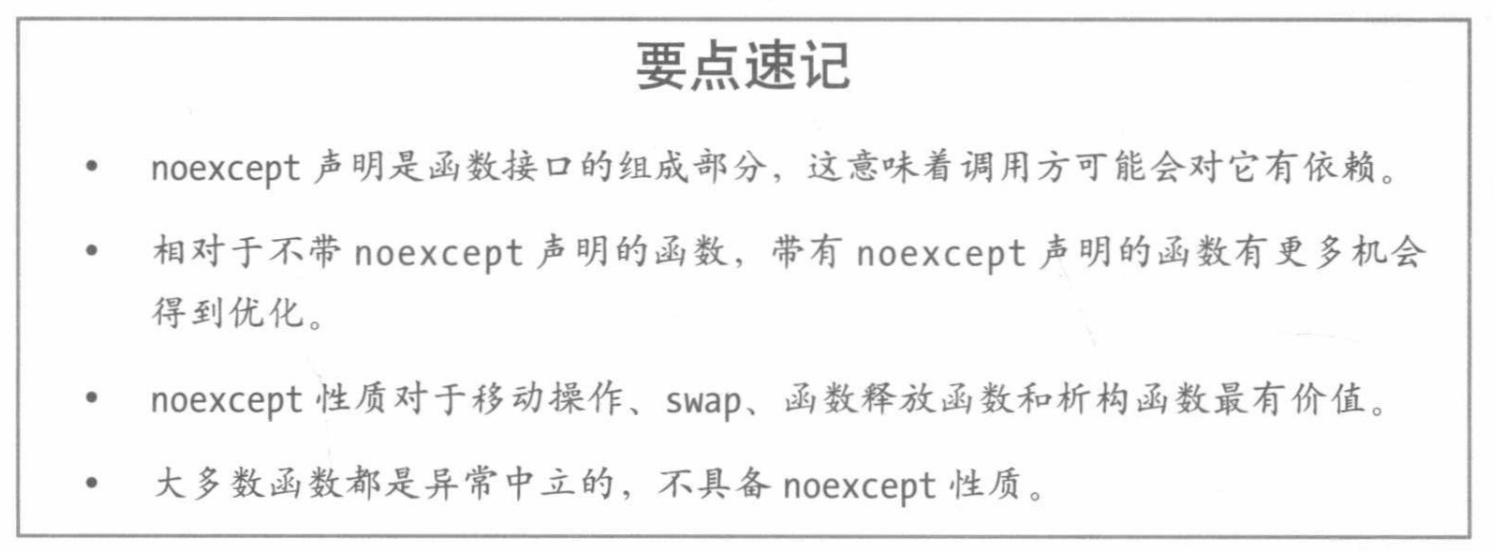 要点速记
• noexcept 声明是函数接口的组成部分，这意味着调用方可能会对它有依赖。
• 相对于不带 noexcept 声明的函数，带有 noexcept 声明的函数有更多机会
得到优化。
• noexcept 性质对于移动操作、swap、函数释放函数和析构函数最有价值。
• 大多数函数都是异常中立的，不具备 noexcept 性质。